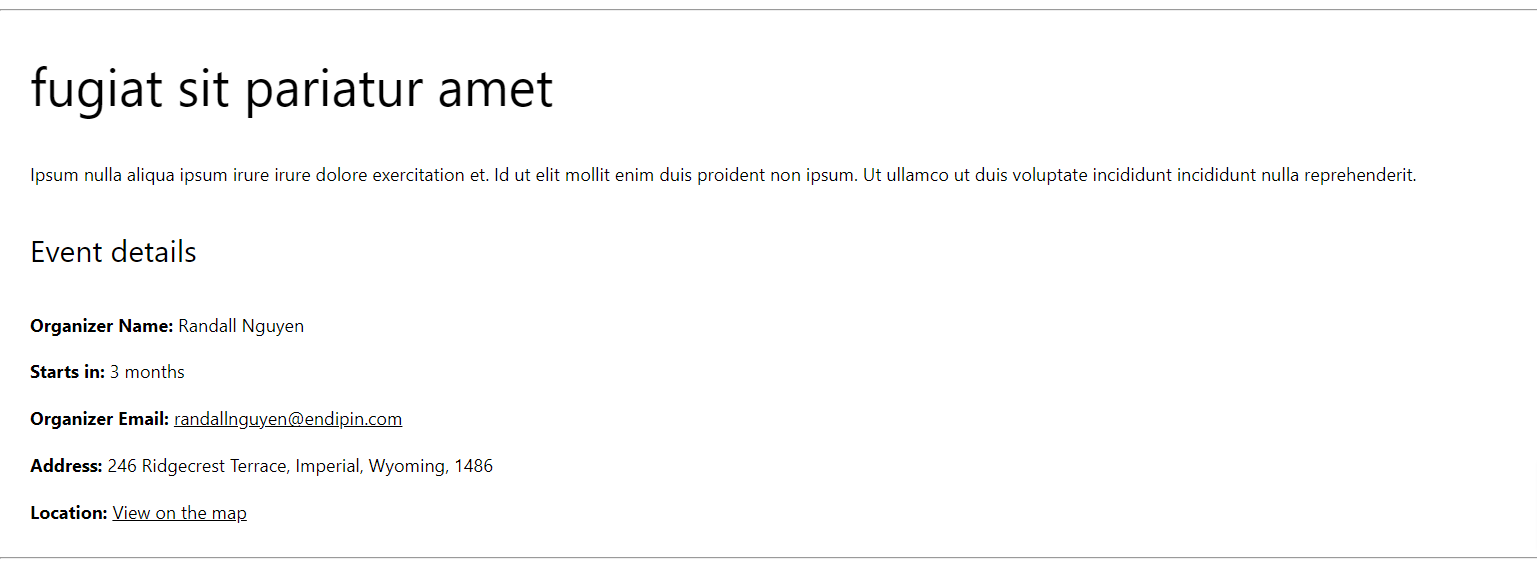 fugiat sit pariatur amet
Ipsum nulla aliqua ipsum irure irure dolore exercitation et. Id ut elit mollit enim duis proident non ipsum. Ut ullamco ut duis voluptate incididunt incididunt nulla reprehenderit.
Event details
Organizer Name: Randall Nguyen
Starts in: 3 months
Organizer Email: randallnguyen@endipin.com
Address: 246 Ridgecrest Terrace, Imperial, Wyoming, 1486
Location: View on the map